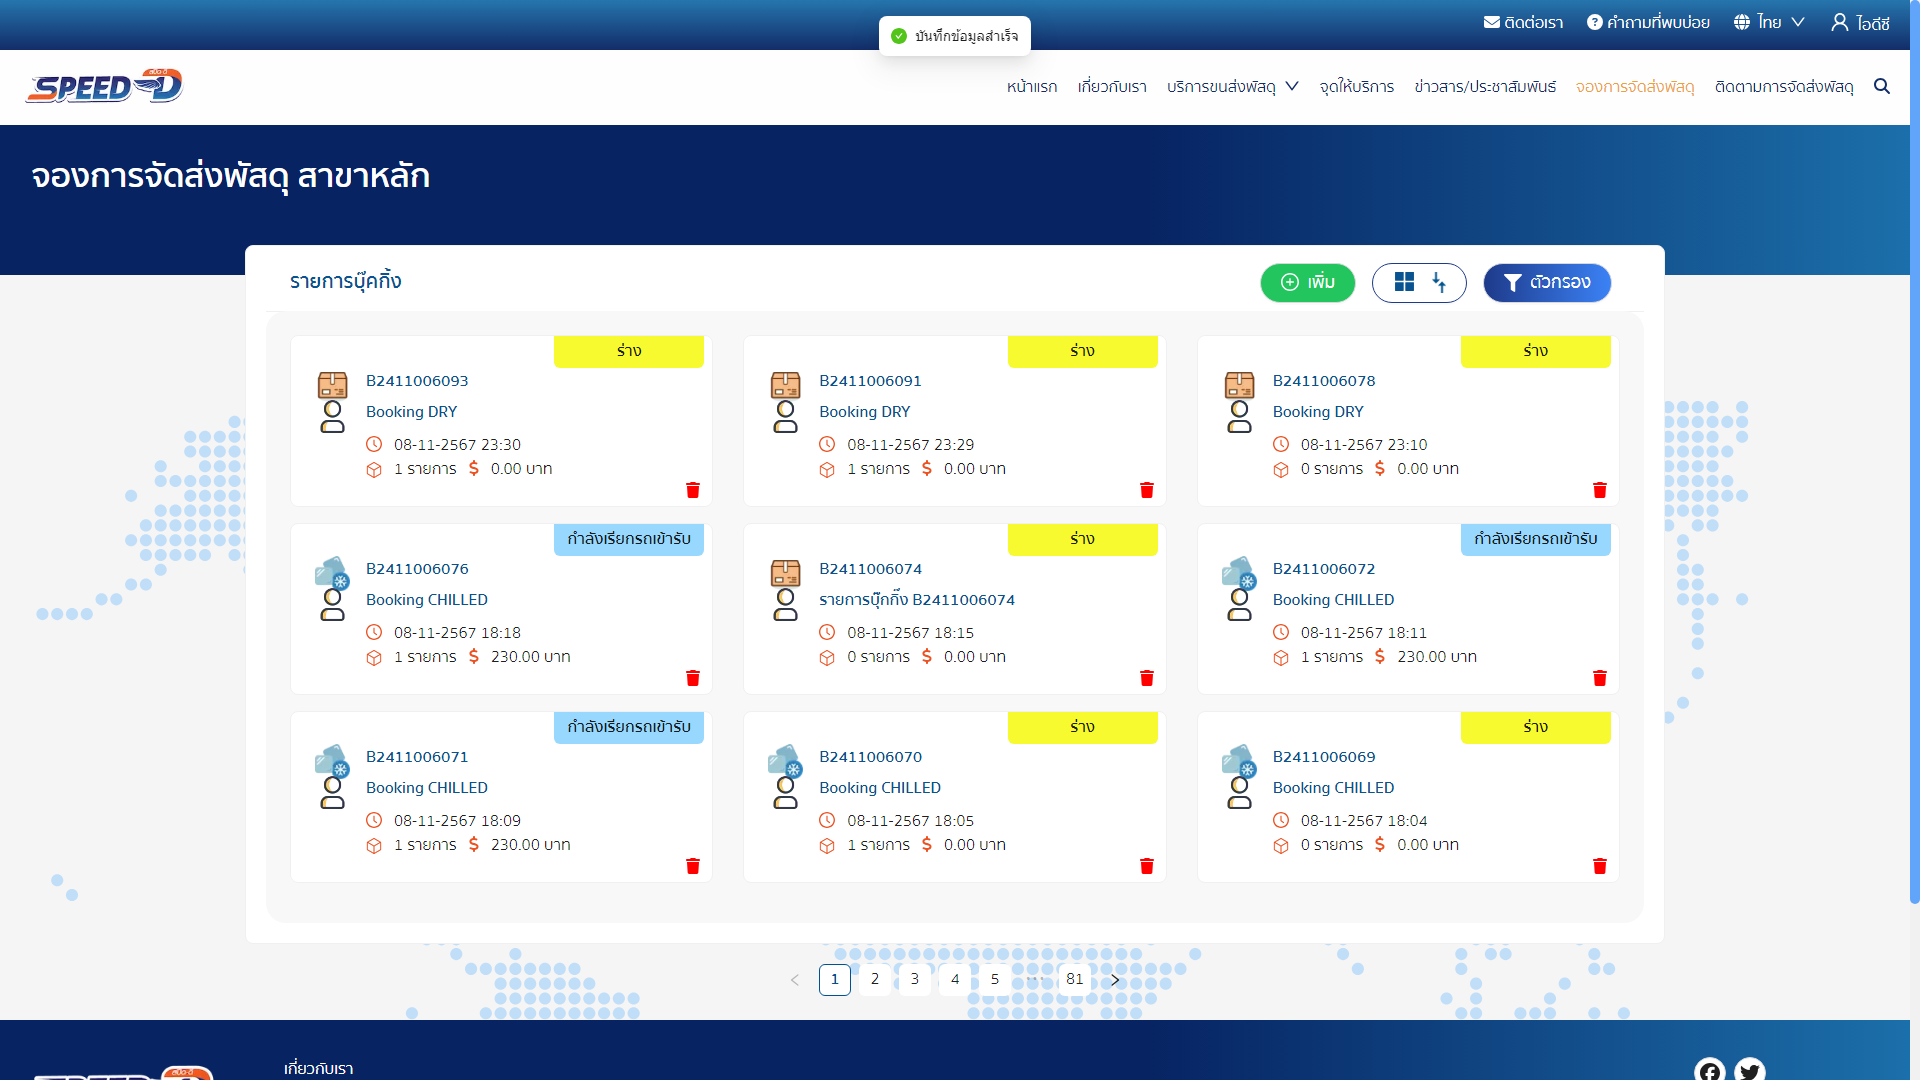 ติดต่อเรา คำถามที่พบบ่อย ไทย ไอดีซี
บันทึกข้อมูลสำเร็จ
SPEED-D
หน้าแรก เกี่ยวกับเรา บริการขนส่งพัสดุ จุดให้บริการ ข่าวสาร/ประชาสัมพันธ์ จองการจัดส่งพัสดุ ติดตามการจัดส่งพัสดุ
จองการจัดส่งพัสดุ สาขาหลัก
รายการบุ๊คกิ้ง
เพิ่ม
ตัวกรอง
ร่าง
B2411006093
Booking DRY
08-11-2567 23:30
1 รายการ $ 0.00 บาท
ร่าง
B2411006091
Booking DRY
08-11-2567 23:29
1 รายการ $ 0.00 บาท
ร่าง
B2411006078
Booking DRY
08-11-2567 23:10
0 รายการ $ 0.00 บาท
กำลังเรียกรถเข้ารับ
B2411006076
Booking CHILLED
08-11-2567 18:18
1 รายการ $ 230.00 บาท
ร่าง
B2411006074
รายการบุ๊กกิ๊ง B2411006074
08-11-2567 18:15
0 รายการ $ 0.00 บาท
กำลังเรียกรถเข้ารับ
B2411006072
Booking CHILLED
08-11-2567 18:11
1 รายการ $ 230.00 บาท
กำลังเรียกรถเข้ารับ
B2411006071
Booking CHILLED
08-11-2567 18:09
1 รายการ $ 230.00 บาท
ร่าง
B2411006070
Booking CHILLED
08-11-2567 18:05
1 รายการ $ 0.00 บาท
ร่าง
B2411006069
Booking CHILLED
08-11-2567 18:04
0 รายการ $ 0.00 บาท
1 2 3 4 5 ••• 81
เกี่ยวกับเรา